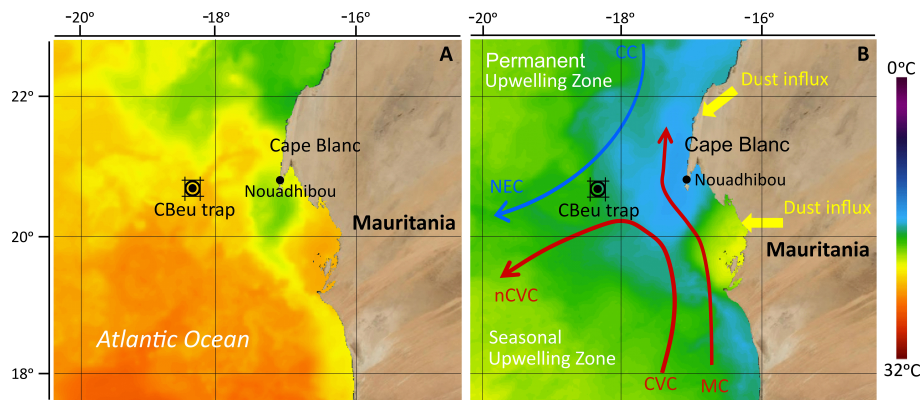 −20° −18° −16°
A
22°
Cape Blanc
Nouadhibou
CBeu trap
Mauritania
20°
Atlantic Ocean
18°
−20° −18° −16°
B
Permanent
Upwelling Zone
CC
Dust influx
Cape Blanc
Nouadhibou
NEC
CBeu trap
Dust influx
Mauritania
nCVC
Seasonal
Upwelling Zone
CVC
MC
0°C
32°C